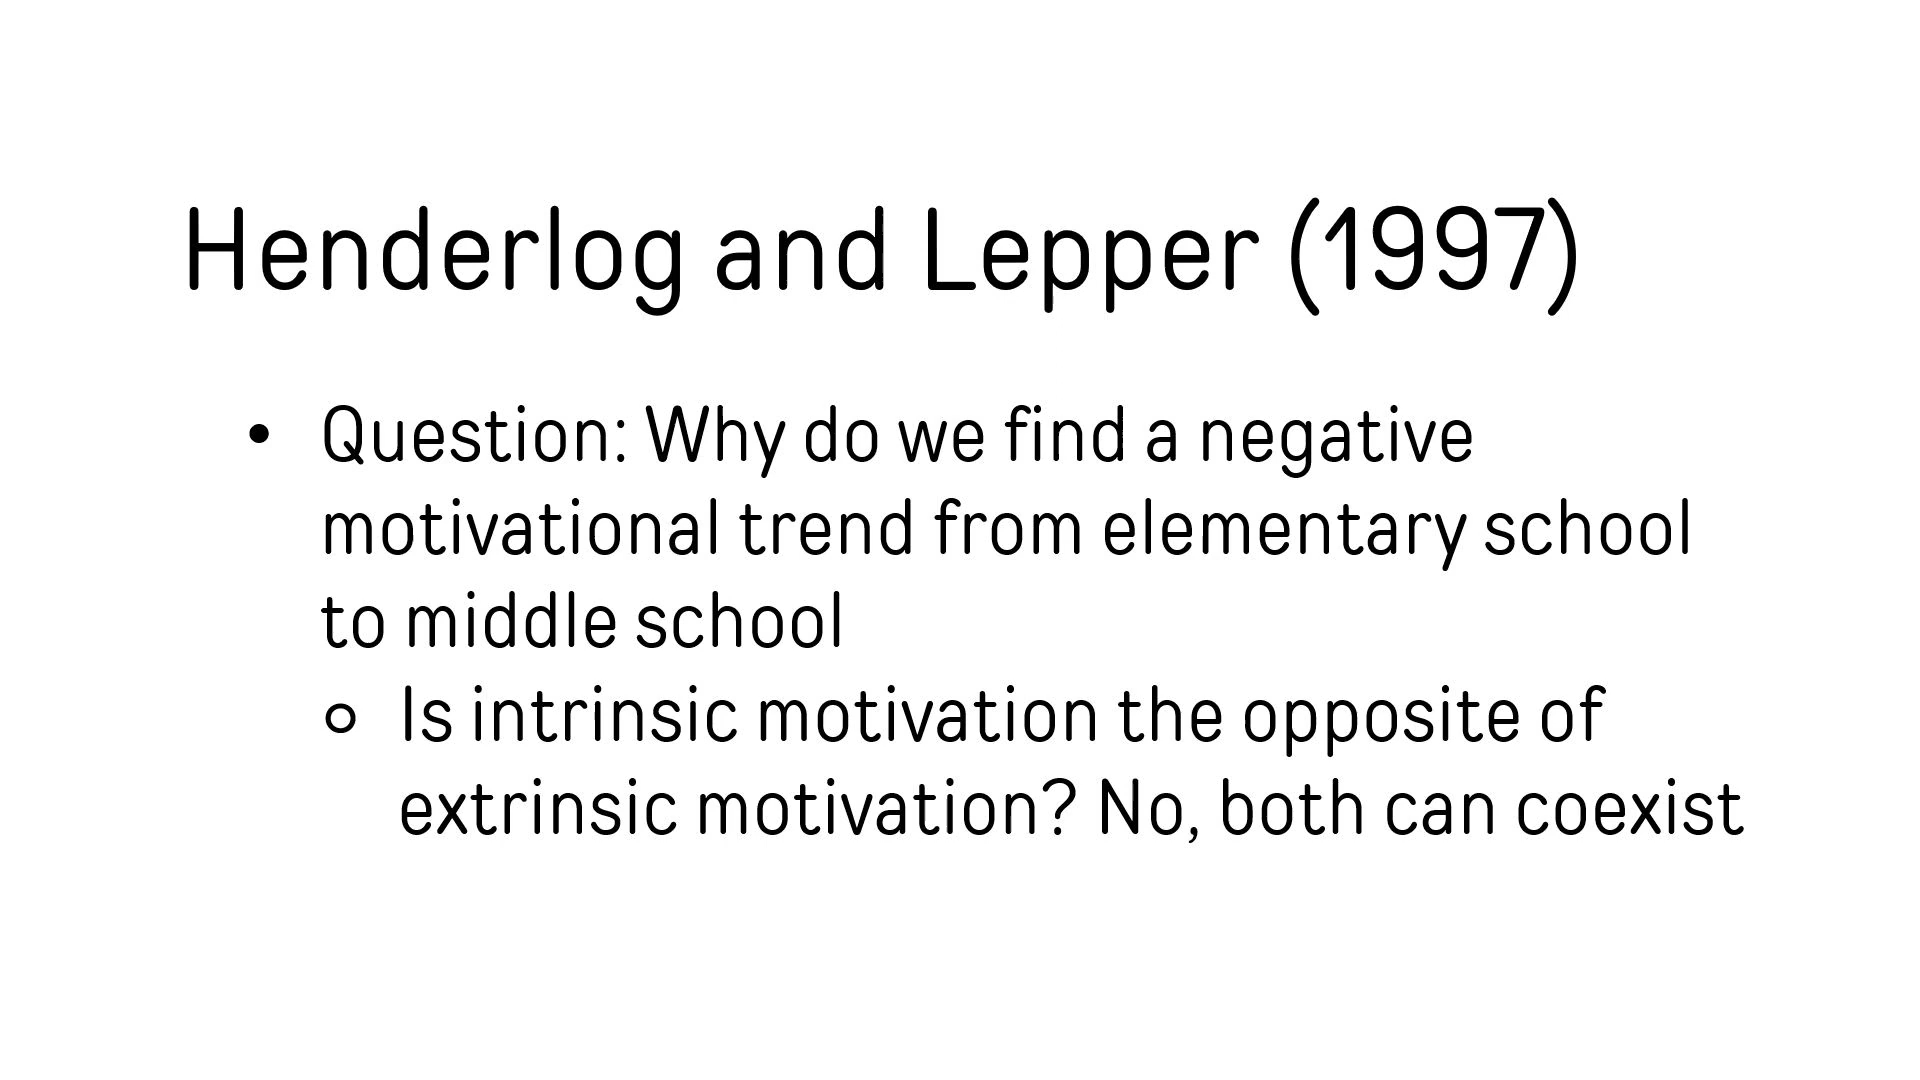 Henderlog and Lepper (1997)
• Question: Why do we find a negative
motivational trend from elementary school
to middle school
○ Is intrinsic motivation the opposite of
extrinsic motivation? No, both can coexist